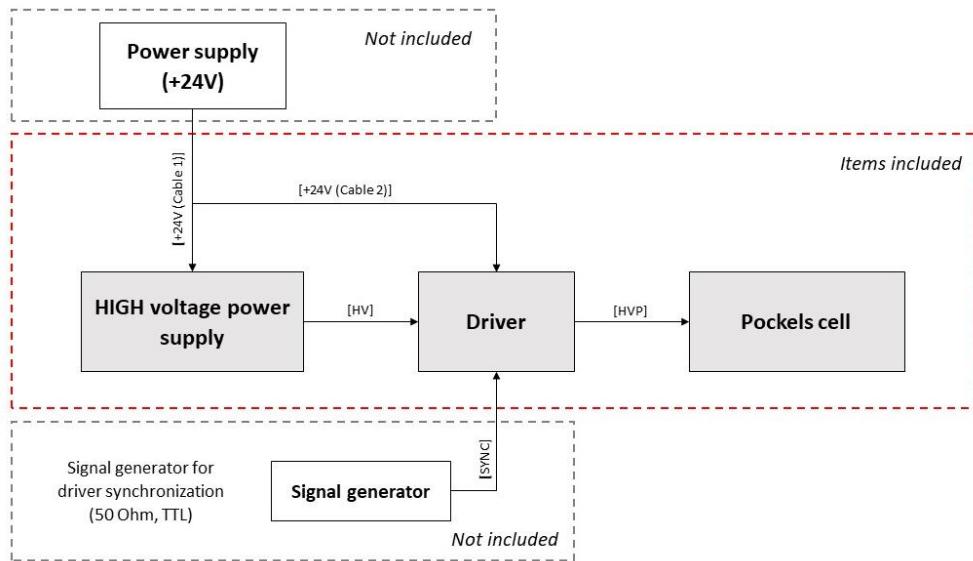 Not included
Power supply
(+24V)
Items included
[+24V (Cable 1)]
[+24V (Cable 2)]
HIGH voltage power
supply
[HV]
Driver
[HVP]
Pockels cell
[SYNC]
Signal generator for
driver synchronization
(50 Ohm, TTL)
Signal generator
Not included